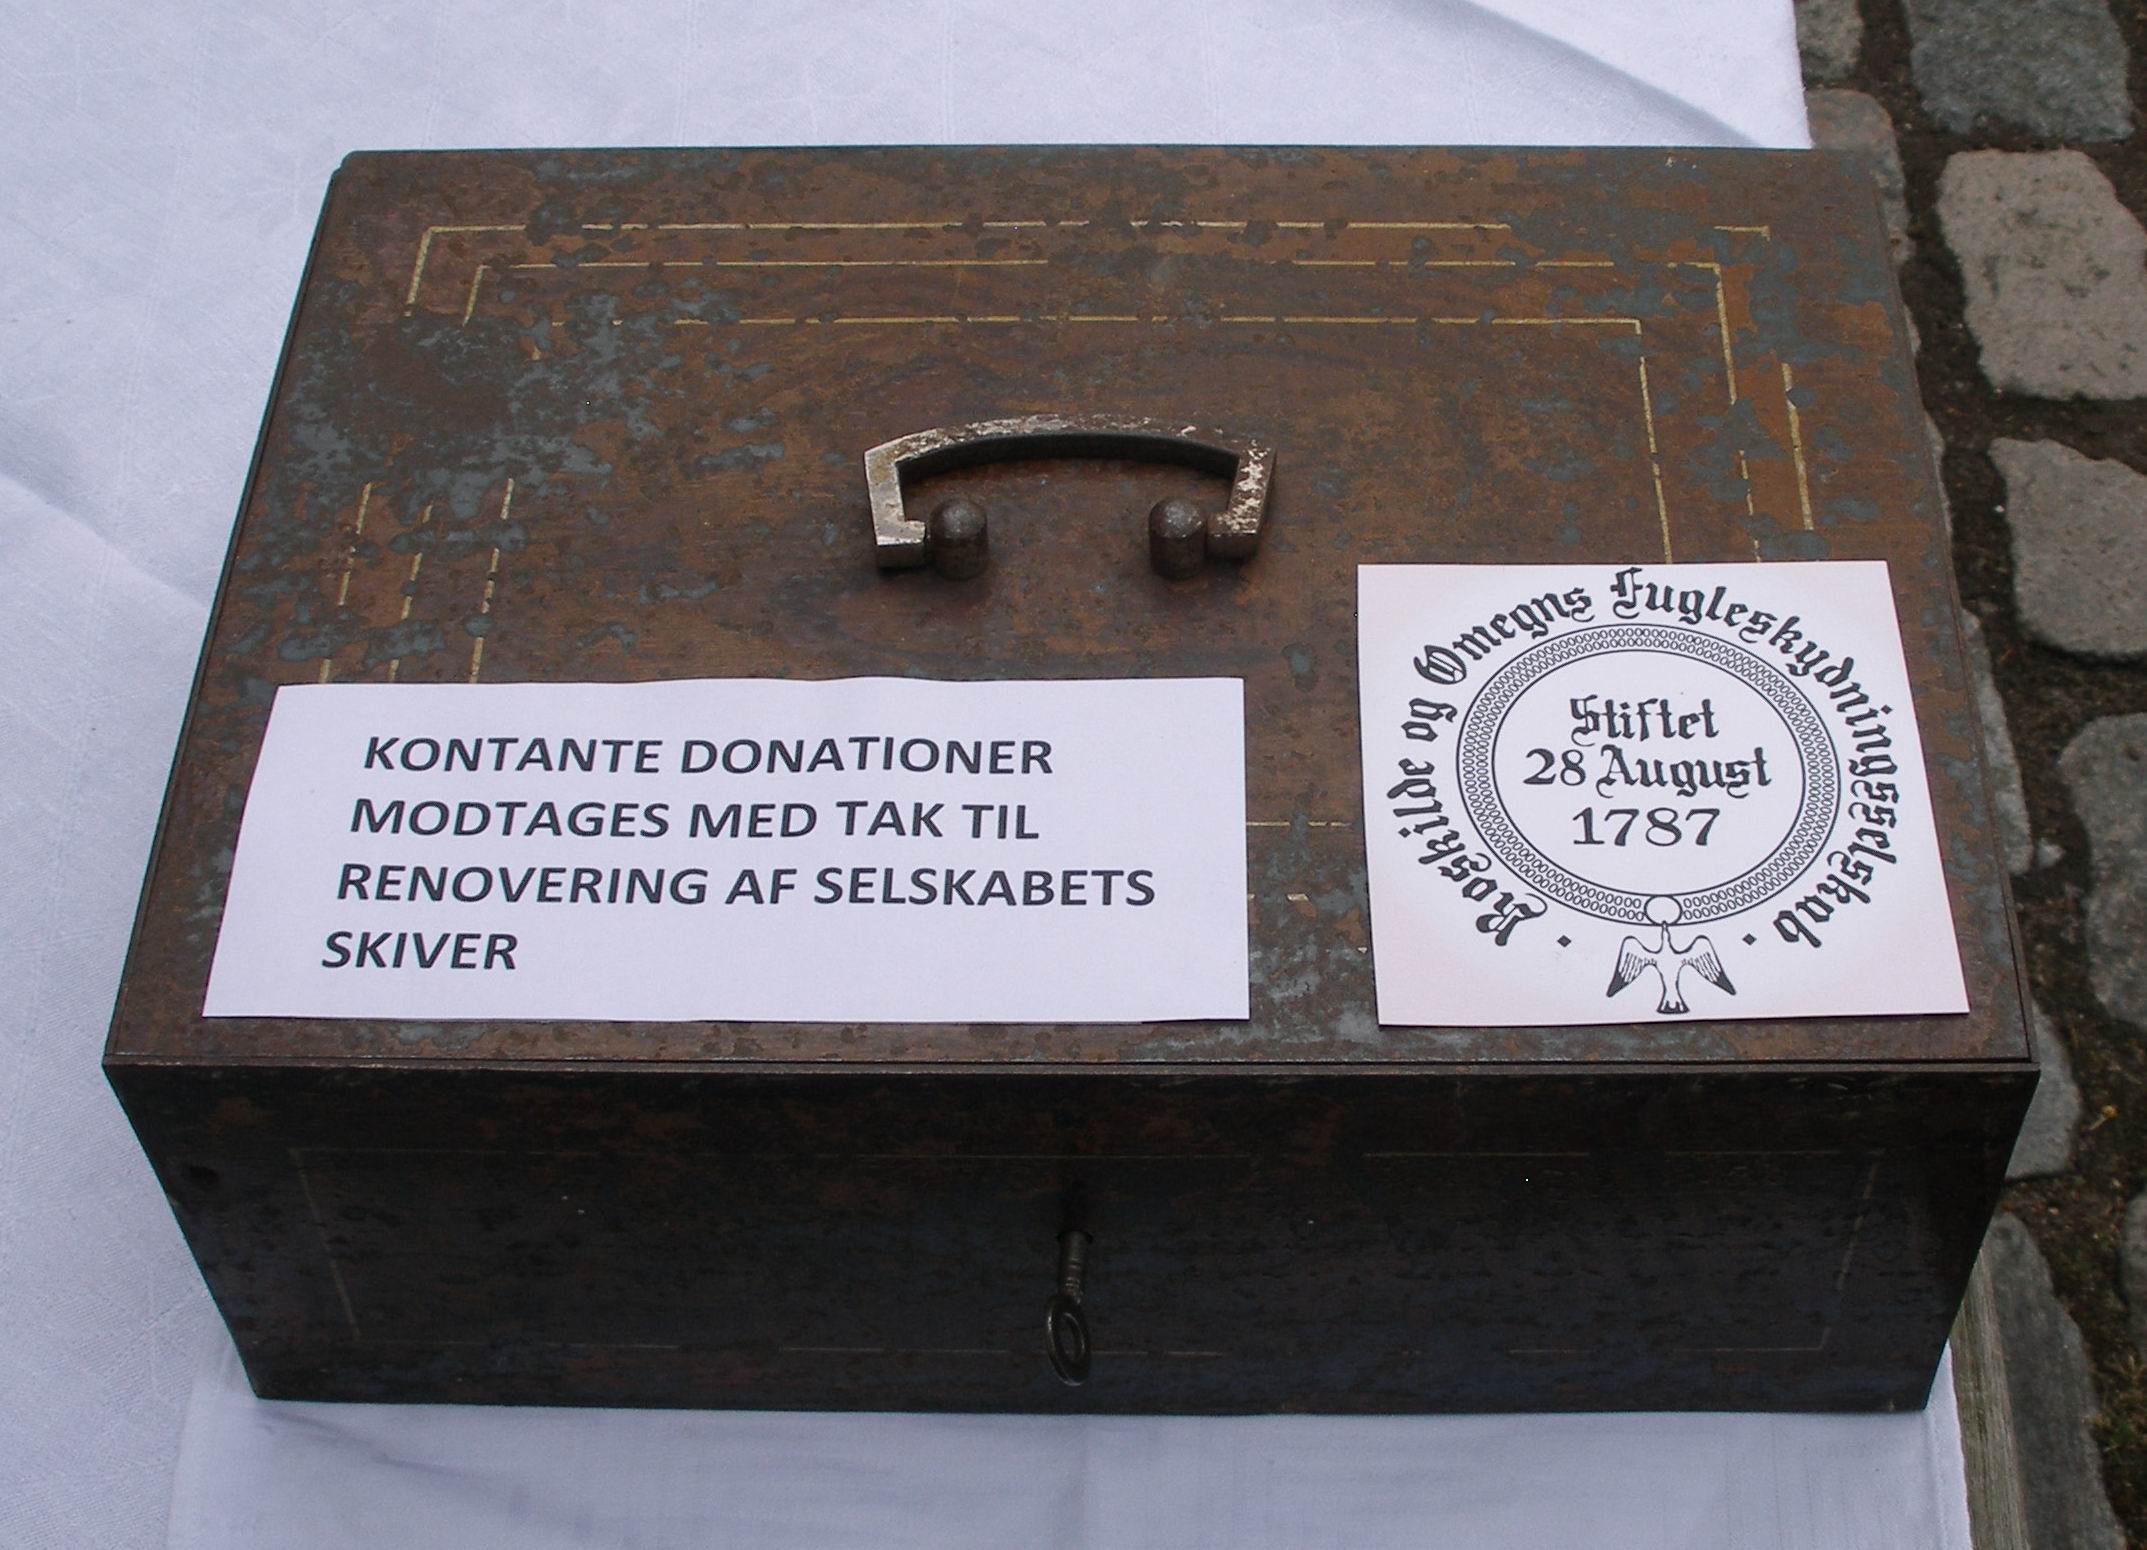 KONTANTE DONATIONER
MODTAGES MED TAK TIL
RENOVERING AF SELSKABETS
SKIVER
Roskilde og Omegns Fugleskydningsselskab
Stiftet
28 August
1787